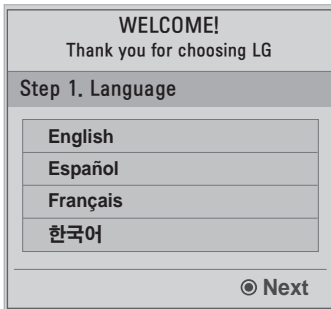 WELCOME!
Thank you for choosing LG
Step 1. Language
English
Español
Français
한국어
◉ Next